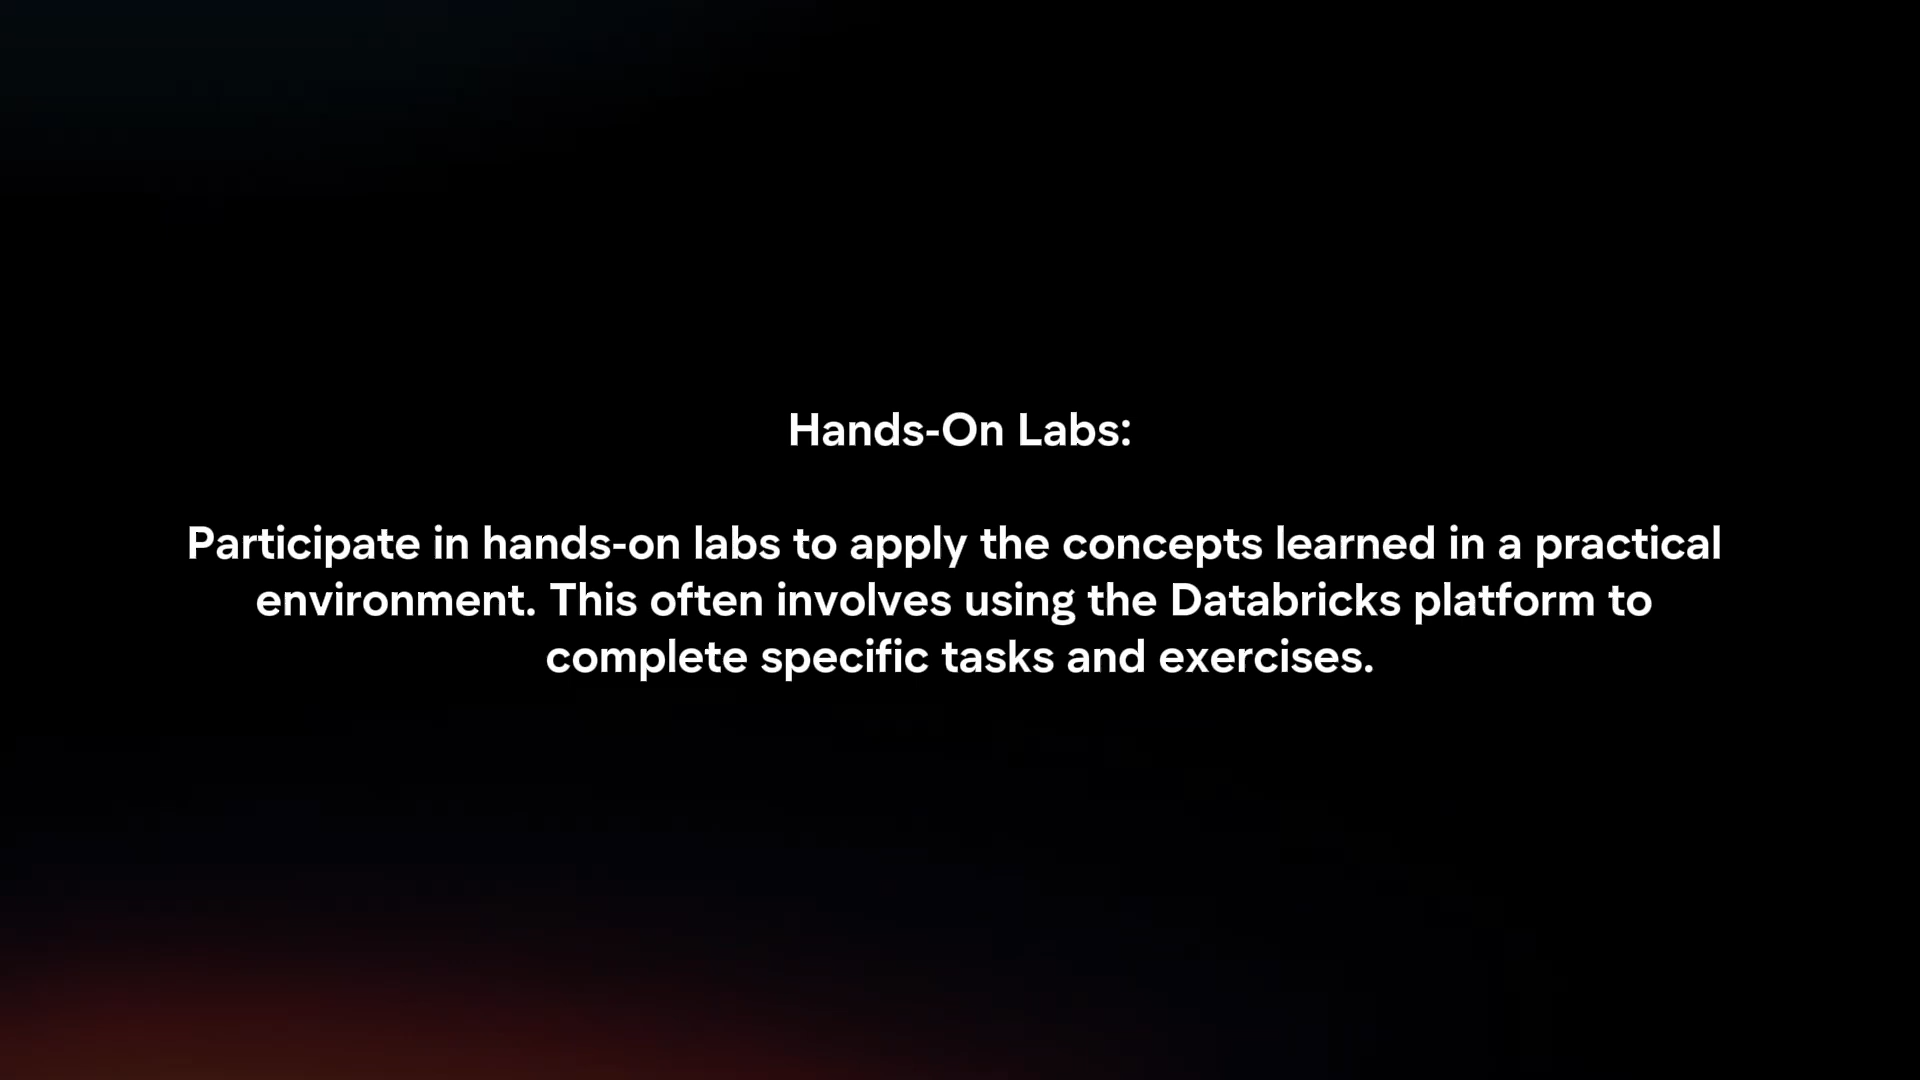 Hands-On Labs:
Participate in hands-on labs to apply the concepts learned in a practical
environment. This often involves using the Databricks platform to
complete specific tasks and exercises.